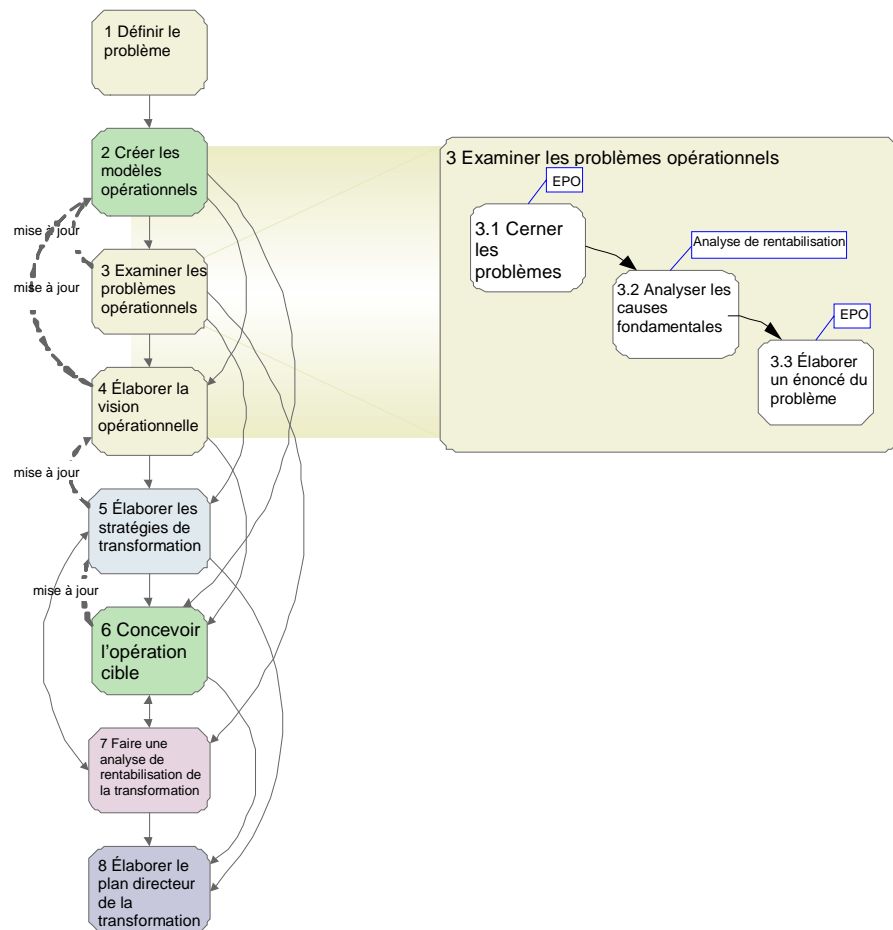 1 Définir le
problème
2 Créer les
modèles
opérationnels
mise à jour
3 Examiner les
problèmes
opérationnels
mise à jour
4 Élaborer la
vision
opérationnelle
mise à jour
5 Élaborer les
stratégies de
transformation
mise à jour
6 Concevoir
l’opération
cible
7 Faire une
analyse de
rentabilisation de
la transformation
8 Élaborer le
plan directeur
de la
transformation
3 Examiner les problèmes opérationnels
EPO
3.1 Cerner
les
problèmes
Analyse de rentabilisation
3.2 Analyser les
causes
fondamentales
EPO
3.3 Élaborer
un énoncé du
problème